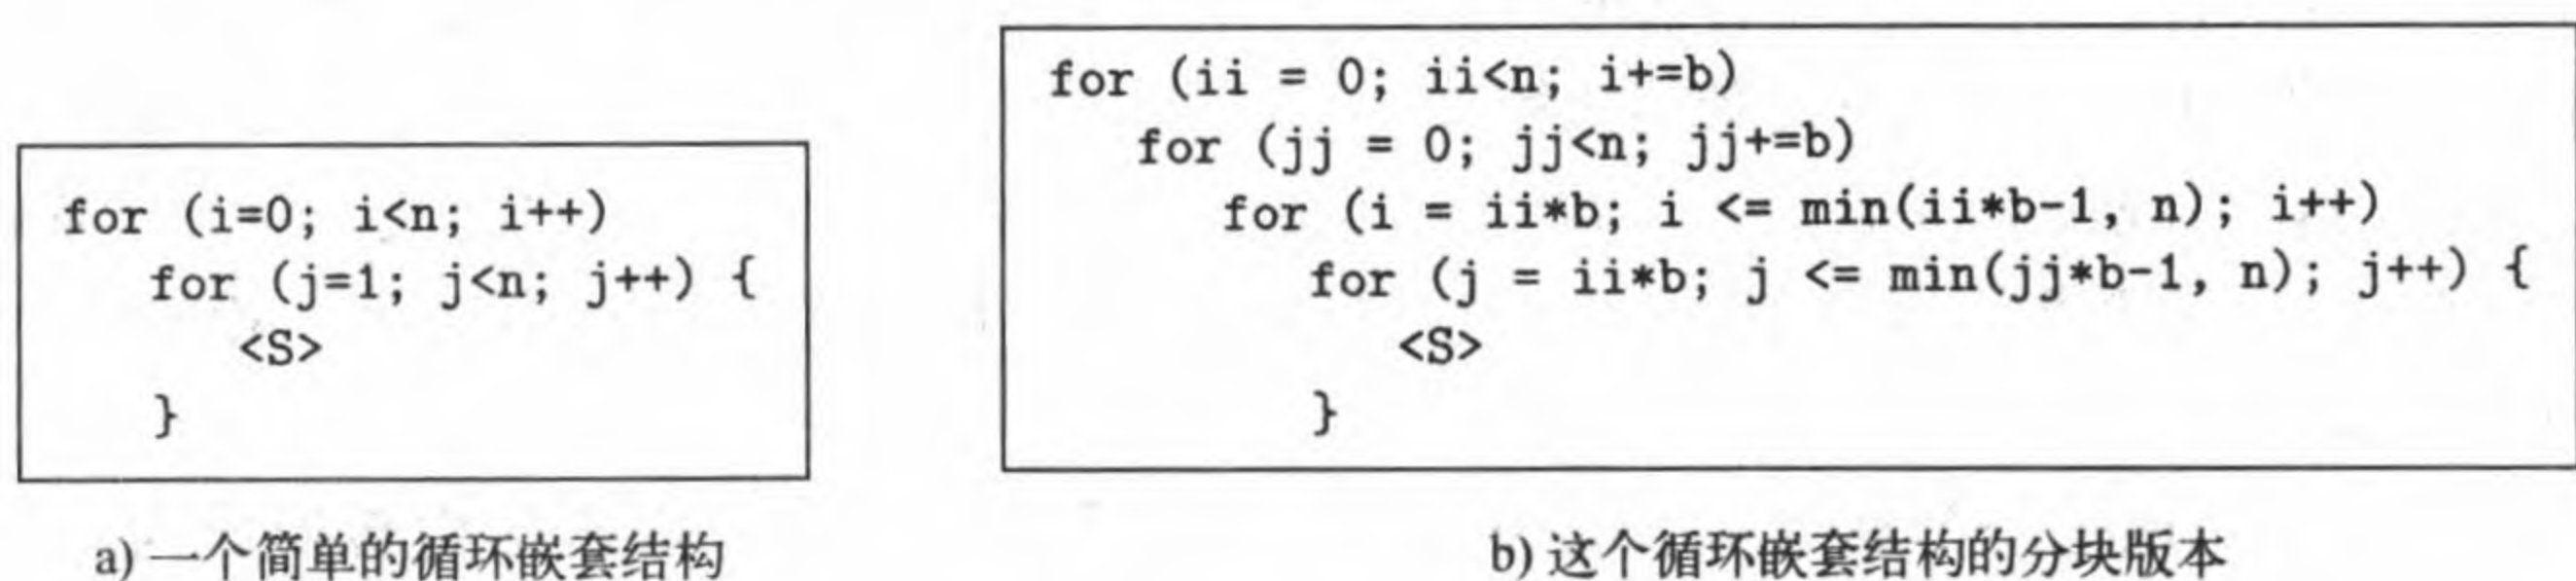 for (i=0; i<n; i++)
for (j=1; j<n; j++) {
<S>
}
a) 一个简单的循环嵌套结构
for (ii = 0; ii<n; i+=b)
for (jj = 0; jj<n; jj+=b)
for (i = ii*b; i <= min(ii*b-1, n); i++)
for (j = ii*b; j <= min(jj*b-1, n); j++) {
<S>
}
b) 这个循环嵌套结构的分块版本